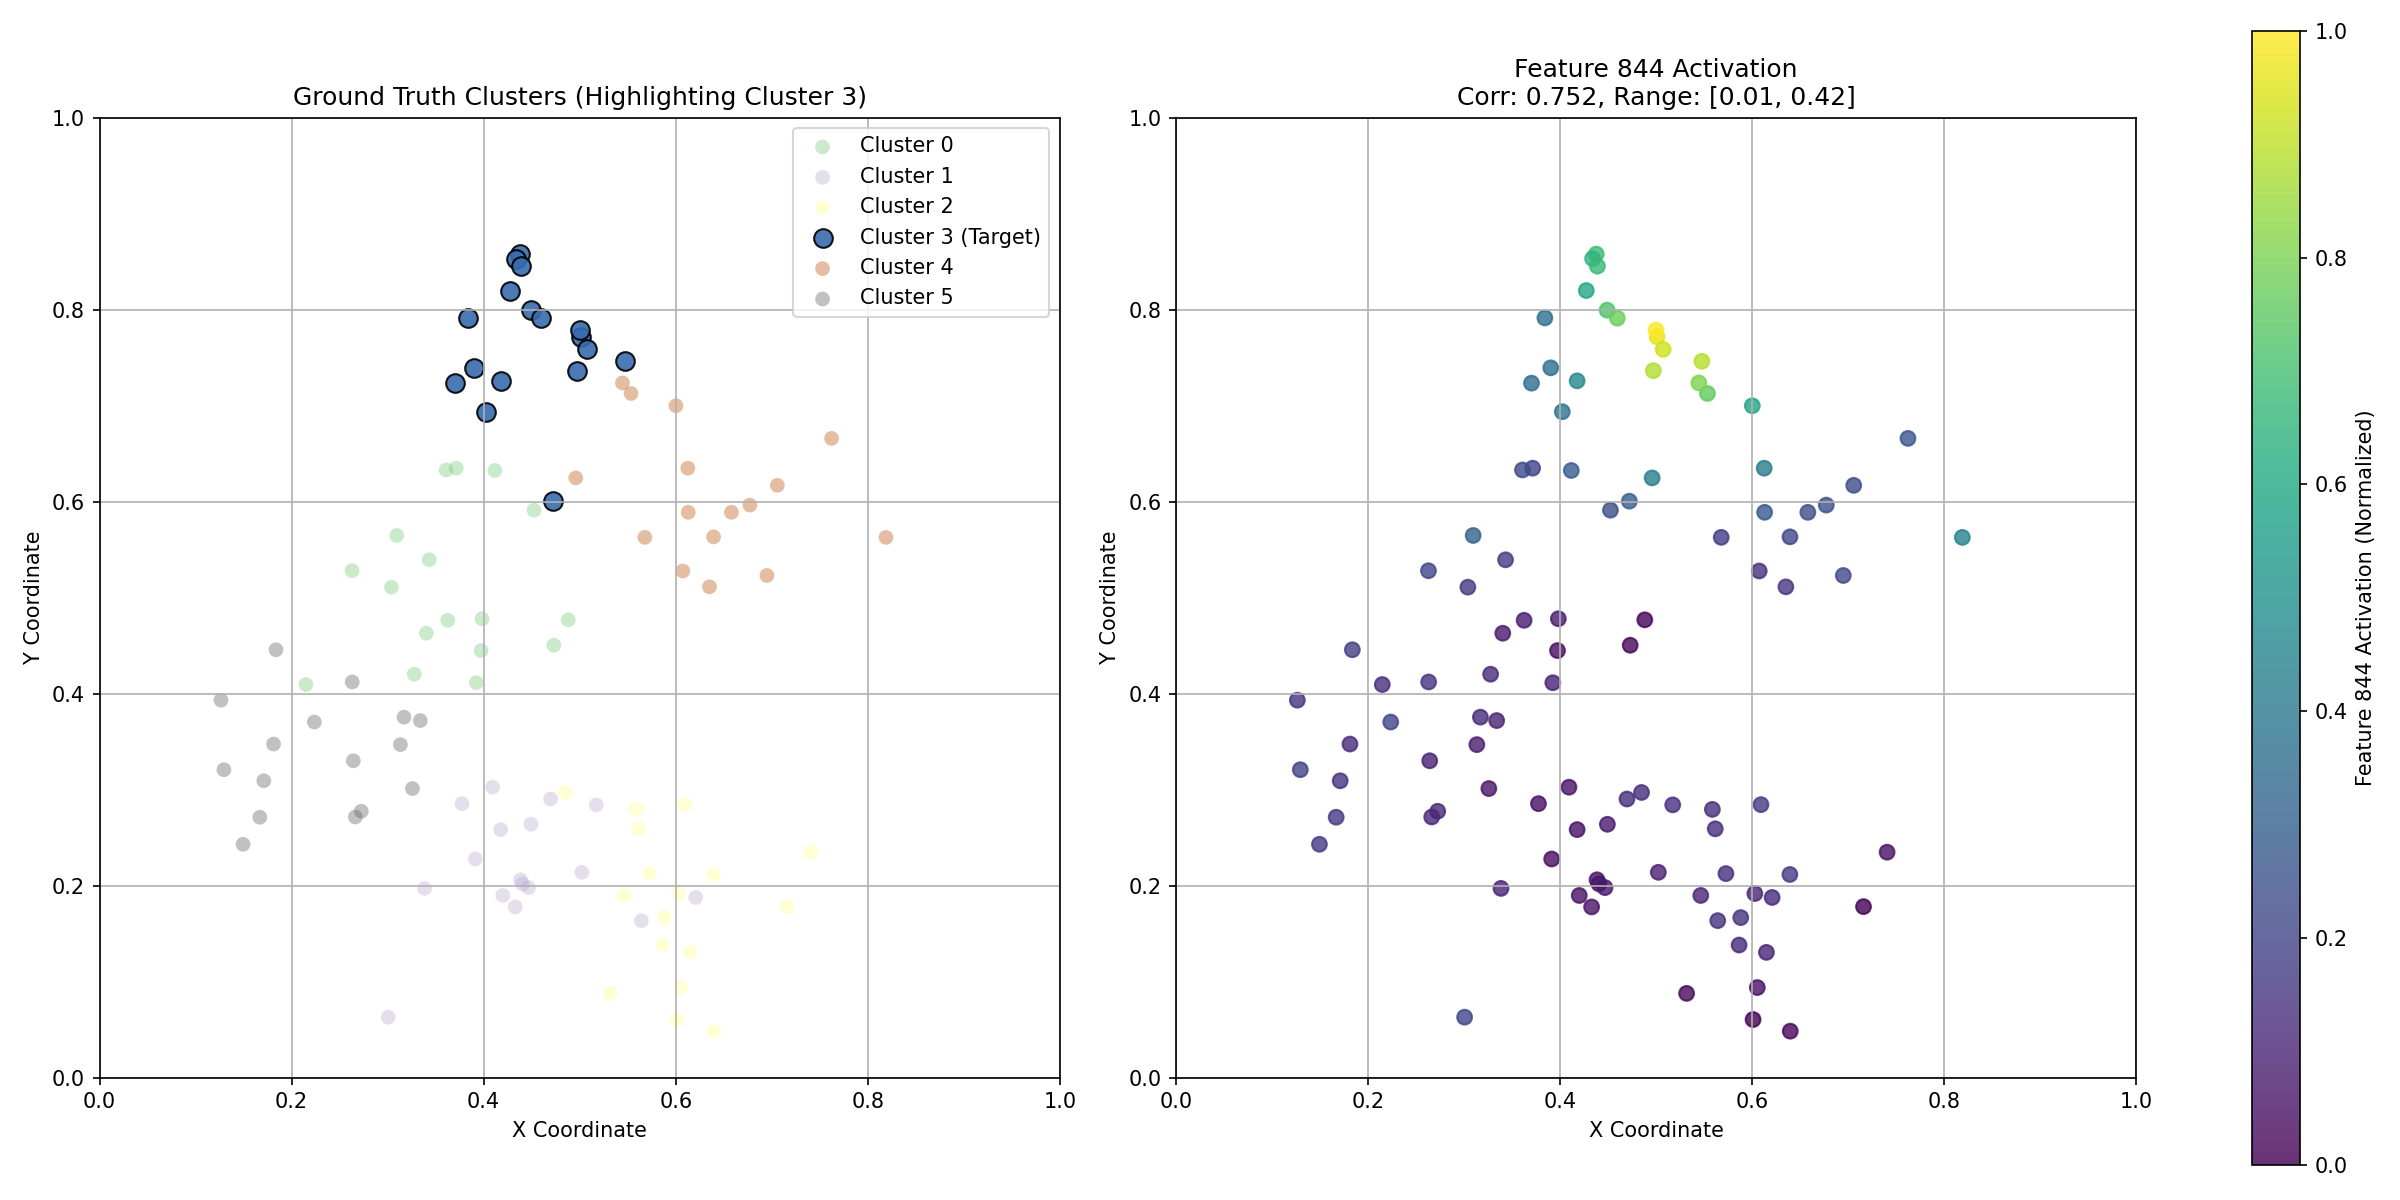 Ground Truth Clusters (Highlighting Cluster 3)
1.0
0.8
0.6
0.4
0.2
0.0
Y Coordinate
0.0 0.2 0.4 0.6 0.8 1.0
X Coordinate
Cluster 0
Cluster 1
Cluster 2
Cluster 3 (Target)
Cluster 4
Cluster 5
Feature 844 Activation
Corr: 0.752, Range: [0.01, 0.42]
1.0
0.8
0.6
0.4
0.2
0.0
Y Coordinate
0.0 0.2 0.4 0.6 0.8 1.0
X Coordinate
1.0
0.8
0.6
0.4
0.2
0.0
Feature 844 Activation (Normalized)